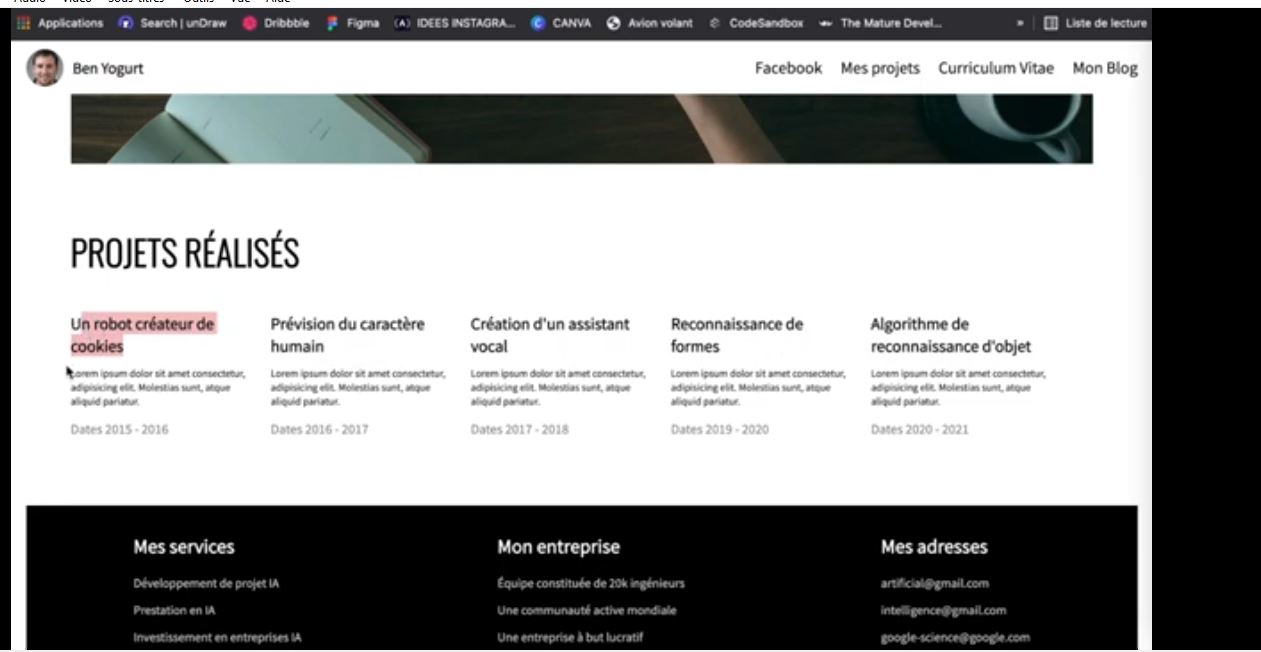 Audio Vidéo Sous-titres Outils Vue Aide
Applications Search | unDraw Dribbble Figma (A) IDEES INSTAGRA... CANVA Avion volant CodeSandbox The Mature Devel... » Liste de lecture
Ben Yogurt Facebook Mes projets Curriculum Vitae Mon Blog
PROJETS RÉALISÉS
Un robot créateur de
cookies
Lorem ipsum dolor sit amet consectetur,
adipisicing elit. Molestias sunt, atque
aliquid pariatur.
Dates 2015 - 2016
Prévision du caractère
humain
Lorem ipsum dolor sit amet consectetur,
adipisicing elit. Molestias sunt, atque
aliquid pariatur.
Dates 2016 - 2017
Création d'un assistant
vocal
Lorem ipsum dolor sit amet consectetur,
adipisicing elit. Molestias sunt, atque
aliquid pariatur.
Dates 2017 - 2018
Reconnaissance de
formes
Lorem ipsum dolor sit amet consectetur,
adipisicing elit. Molestias sunt, atque
aliquid pariatur.
Dates 2019 - 2020
Algorithme de
reconnaissance d'objet
Lorem ipsum dolor sit amet consectetur,
adipisicing elit. Molestias sunt, atque
aliquid pariatur.
Dates 2020 - 2021
Mes services
Développement de projet IA
Prestation en IA
Investissement en entreprises IA
Mon entreprise
Équipe constituée de 20k ingénieurs
Une communauté active mondiale
Une entreprise à but lucratif
Mes adresses
artificial@gmail.com
intelligence@gmail.com
google-science@google.com